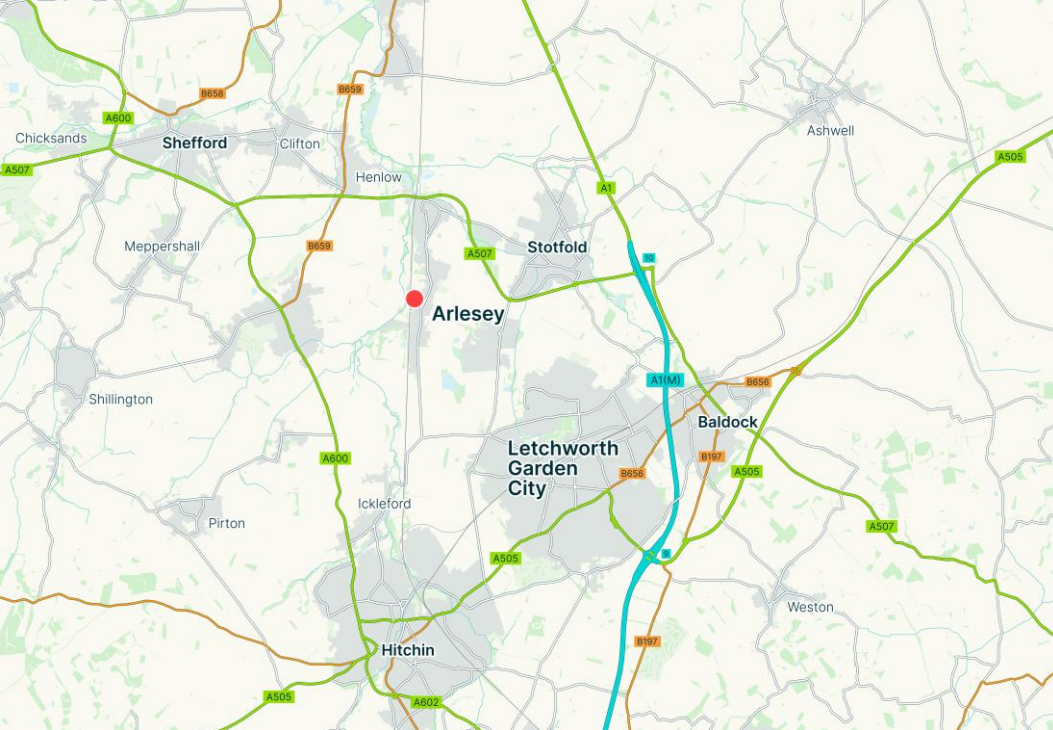 B658
B659
A600
Chicksands
Shefford
Clifton
Ashwell
A507
A505
Henlow
A1
Meppershall
B659
A507
Stotfold
10
Arlesey
A1(M)
B656
Shillington
Baldock
Letchworth
Garden
City
A600
B656
B197
A505
Ickleford
Pirton
A507
A505
9
Weston
Hitchin
B197
A505
A602